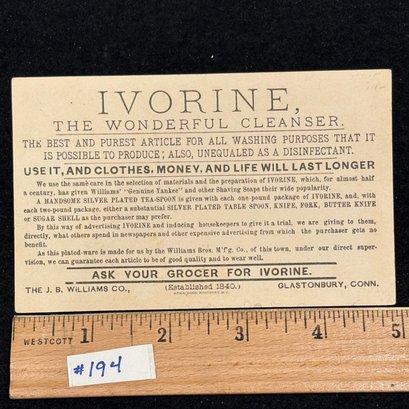 IVORINE,
THE WONDERFUL CLEANSER.
THE BEST AND PUREST ARTICLE FOR ALL WASHING PURPOSES THAT IT
IS POSSIBLE TO PRODUCE; ALSO, UNEQUALED AS A DISINFECTANT.
USE IT, AND CLOTHES, MONEY, AND LIFE WILL LAST LONGER
We use the same care in the selection of materials and the preparation of IVORINE, which, for almost half
a century, has given Williams' "Genuine Yankee" and other Shaving Soaps their wide popularity.
A HANDSOME SILVER PLATED TEA-SPOON is given with each one-pound package of IVORINE, and, with
each two-pound package, either a substantial SILVER PLATED TABLE SPOON, KNIFE, FORK, BUTTER KNIFE
or SUGAR SHELL as the purchaser may prefer.
By this way of advertising IVORINE and inducing housekeepers to give it a trial, we are giving to them,
directly, what others spend in newspapers and other expensive advertising from which the purchaser gets no
benefit.
As this plated-ware is made for us by the Williams Bros. M'f'g. Co., of this town, under our direct super-
vision, we can guarantee each article to be of good quality and to wear well.
ASK YOUR GROCER FOR IVORINE.
THE J. B. WILLIAMS CO., (Established 1840.) GLASTONBURY, CONN.
1 2 3 4 5
WESTCOTT
#194